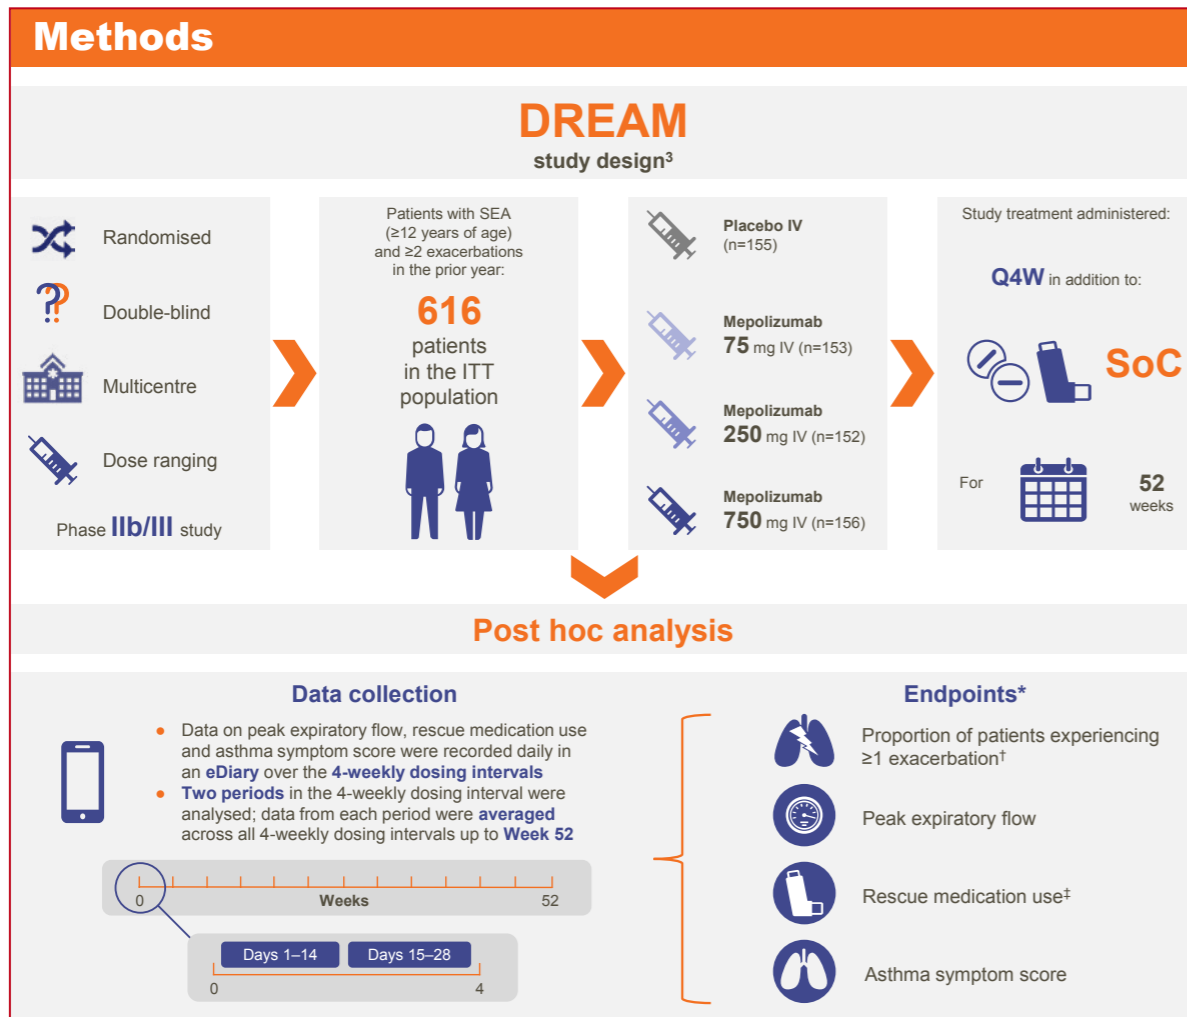 Methods
DREAM
study design³
Randomised
Double-blind
Multicentre
Dose ranging
Phase IIb/III study
Patients with SEA
(≥12 years of age)
and ≥2 exacerbations
in the prior year:
616
patients
in the ITT
population
Placebo IV
(n=155)
Mepolizumab
75 mg IV (n=153)
Mepolizumab
250 mg IV (n=152)
Mepolizumab
750 mg IV (n=156)
Study treatment administered:
Q4W in addition to:
SoC
For
52
weeks
Post hoc analysis
Data collection
● Data on peak expiratory flow, rescue medication use
and asthma symptom score were recorded daily in
an eDiary over the 4-weekly dosing intervals
● Two periods in the 4-weekly dosing interval were
analysed; data from each period were averaged
across all 4-weekly dosing intervals up to Week 52
0 Weeks 52
Days 1–14 Days 15–28
0 4
Endpoints*
Proportion of patients experiencing
≥1 exacerbation†
Peak expiratory flow
Rescue medication use‡
Asthma symptom score